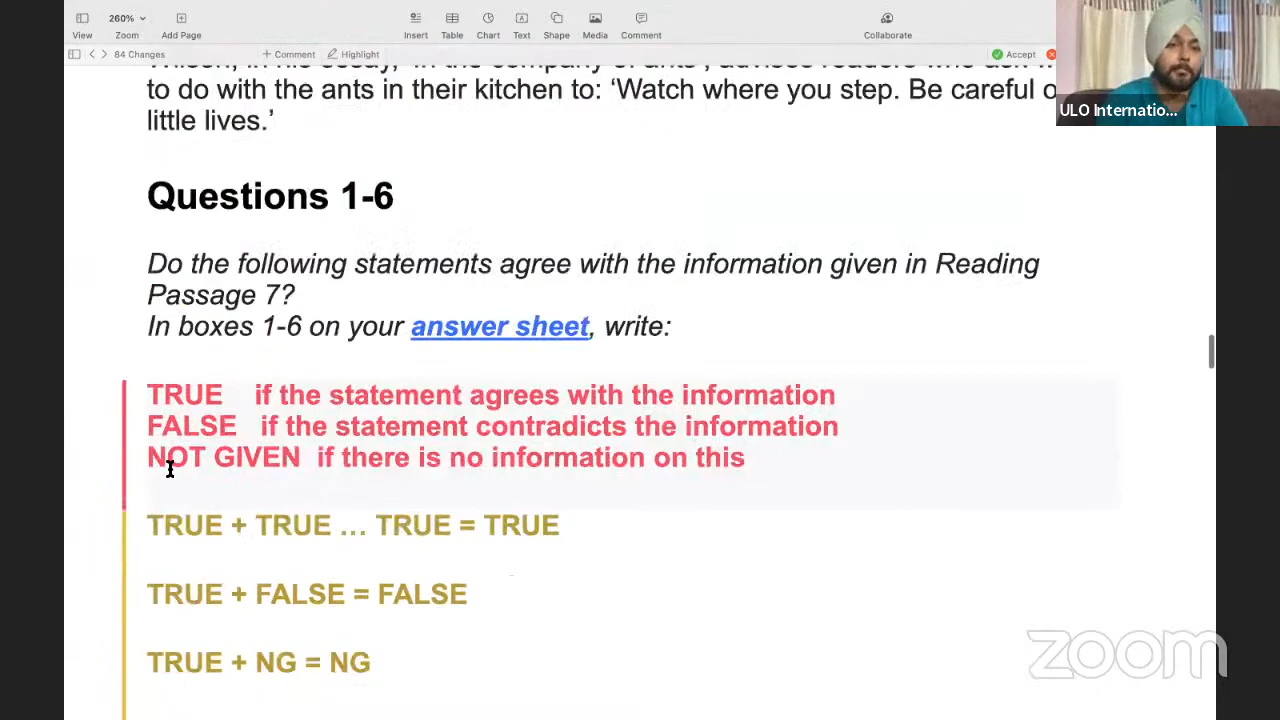 260%
View
Zoom
Add Page
Insert
Table
Chart
Text
Shape
Media
Comment
Collaborate
84 Changes
+ Comment
Highlight
Accept
to do with the ants in their kitchen to: ‘Watch where you step. Be careful o
little lives.’
ULO Internatio...
Questions 1-6
Do the following statements agree with the information given in Reading
Passage 7?
In boxes 1-6 on your answer sheet, write:
TRUE if the statement agrees with the information
FALSE if the statement contradicts the information
NOT GIVEN if there is no information on this
TRUE + TRUE … TRUE = TRUE
TRUE + FALSE = FALSE
TRUE + NG = NG
zoom